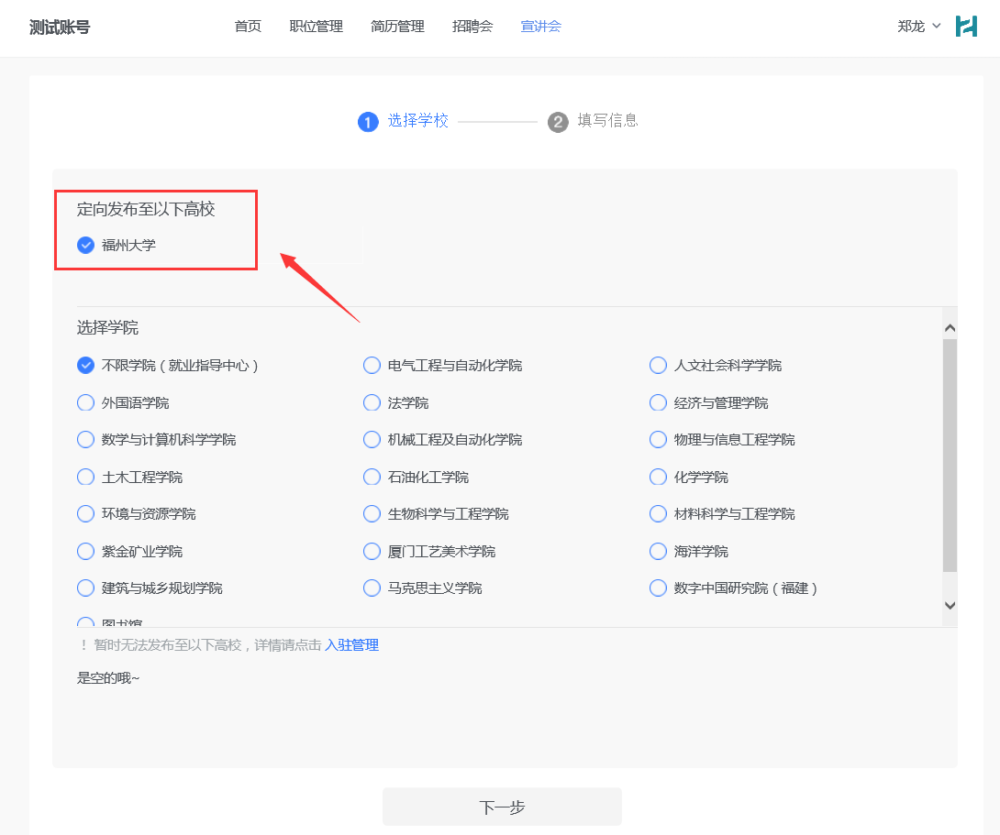 测试账号 首页 职位管理 简历管理 招聘会 宣讲会 郑龙
1 选择学校 2 填写信息
定向发布至以下高校
福州大学
选择学院
不限学院（就业指导中心） 电气工程与自动化学院 人文社会科学学院
外国语学院 法学院 经济与管理学院
数学与计算机科学学院 机械工程及自动化学院 物理与信息工程学院
土木工程学院 石油化工学院 化学学院
环境与资源学院 生物科学与工程学院 材料科学与工程学院
紫金矿业学院 厦门工艺美术学院 海洋学院
建筑与城乡规划学院 马克思主义学院 数字中国研究院（福建）
图书馆
！暂时无法发布至以下高校，详情请点击 入驻管理
是空的哦~
下一步